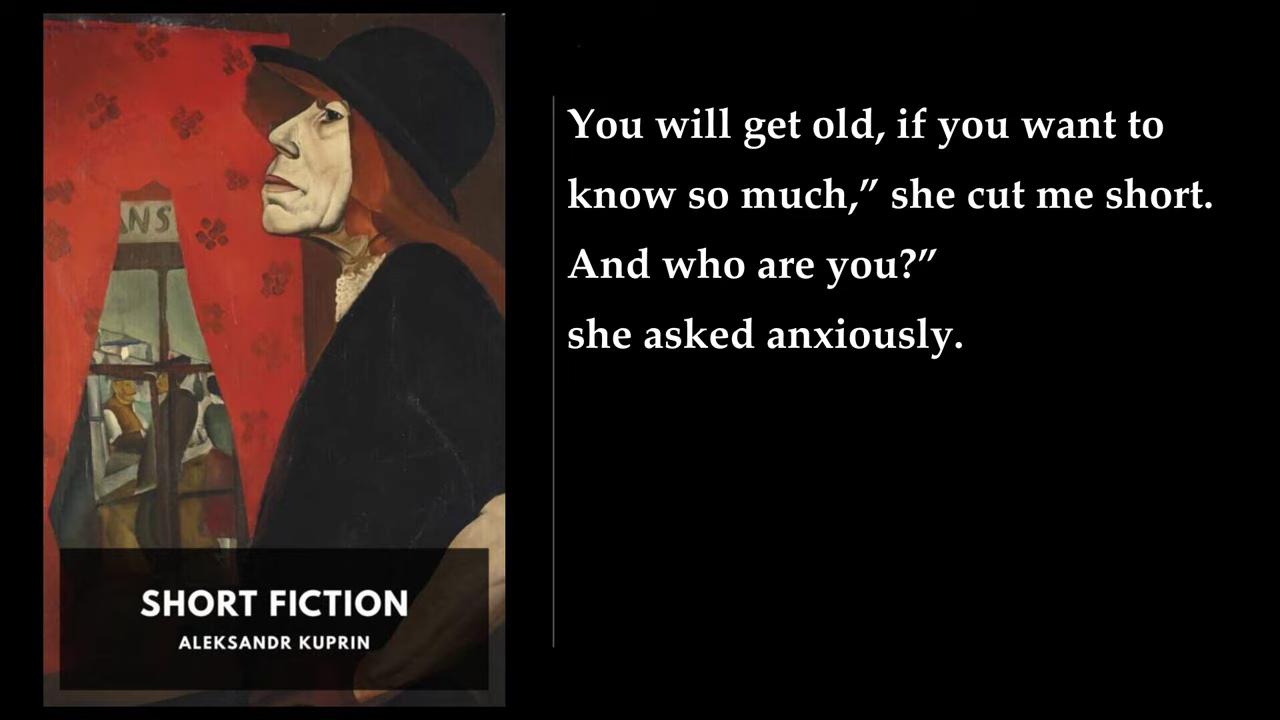 ANS
SHORT FICTION
ALEKSANDR KUPRIN
You will get old, if you want to
know so much,” she cut me short.
And who are you?”
she asked anxiously.